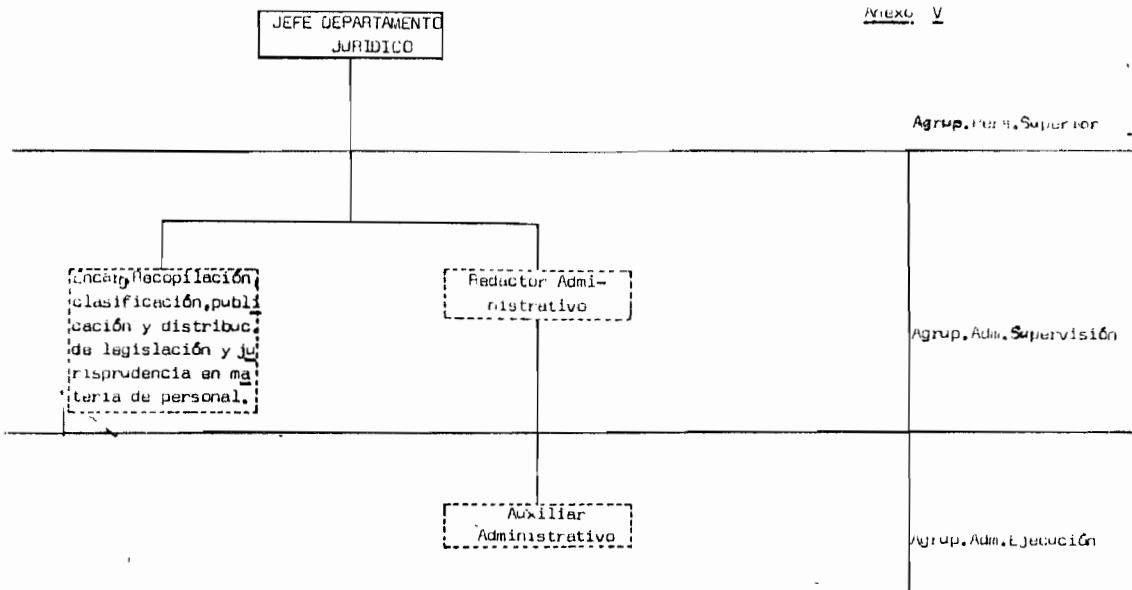 Anexo V
JEFE DEPARTAMENTO
JURIDICO
Agrup.Pers.Superior
Encarg.Recopilación,
clasificación,publi
cación y distribuc.
de legislación y ju
risprudencia en ma
teria de personal.
Redactor Admi-
nistrativo
Agrup.Adm.Supervisión
Auxiliar
Administrativo
Agrup.Adm.Ejecución